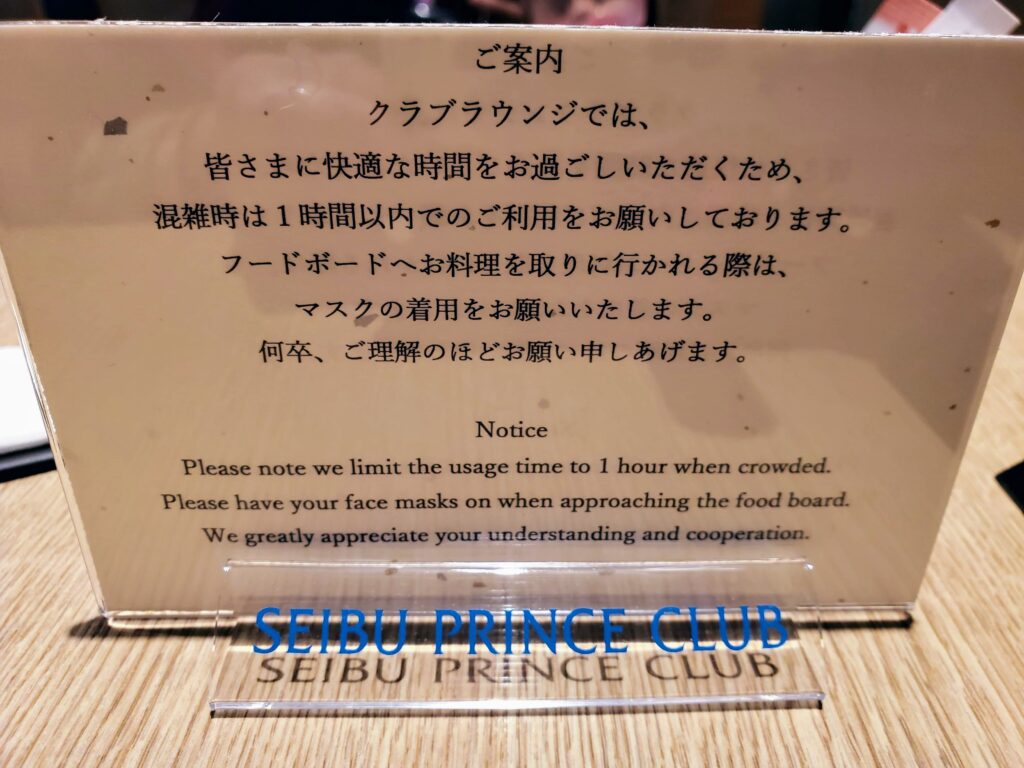 ご案内
クラブラウンジでは、
皆さまに快適な時間をお過ごしいただくため、
混雑時は1時間以内でのご利用をお願いしております。
フードボードへお料理を取りに行かれる際は、
マスクの着用をお願いいたします。
何卒、ご理解のほどお願い申しあげます。
Notice
Please note we limit the usage time to 1 hour when crowded.
Please have your face masks on when approaching the food board.
We greatly appreciate your understanding and cooperation.
SEIBU PRINCE CLUB